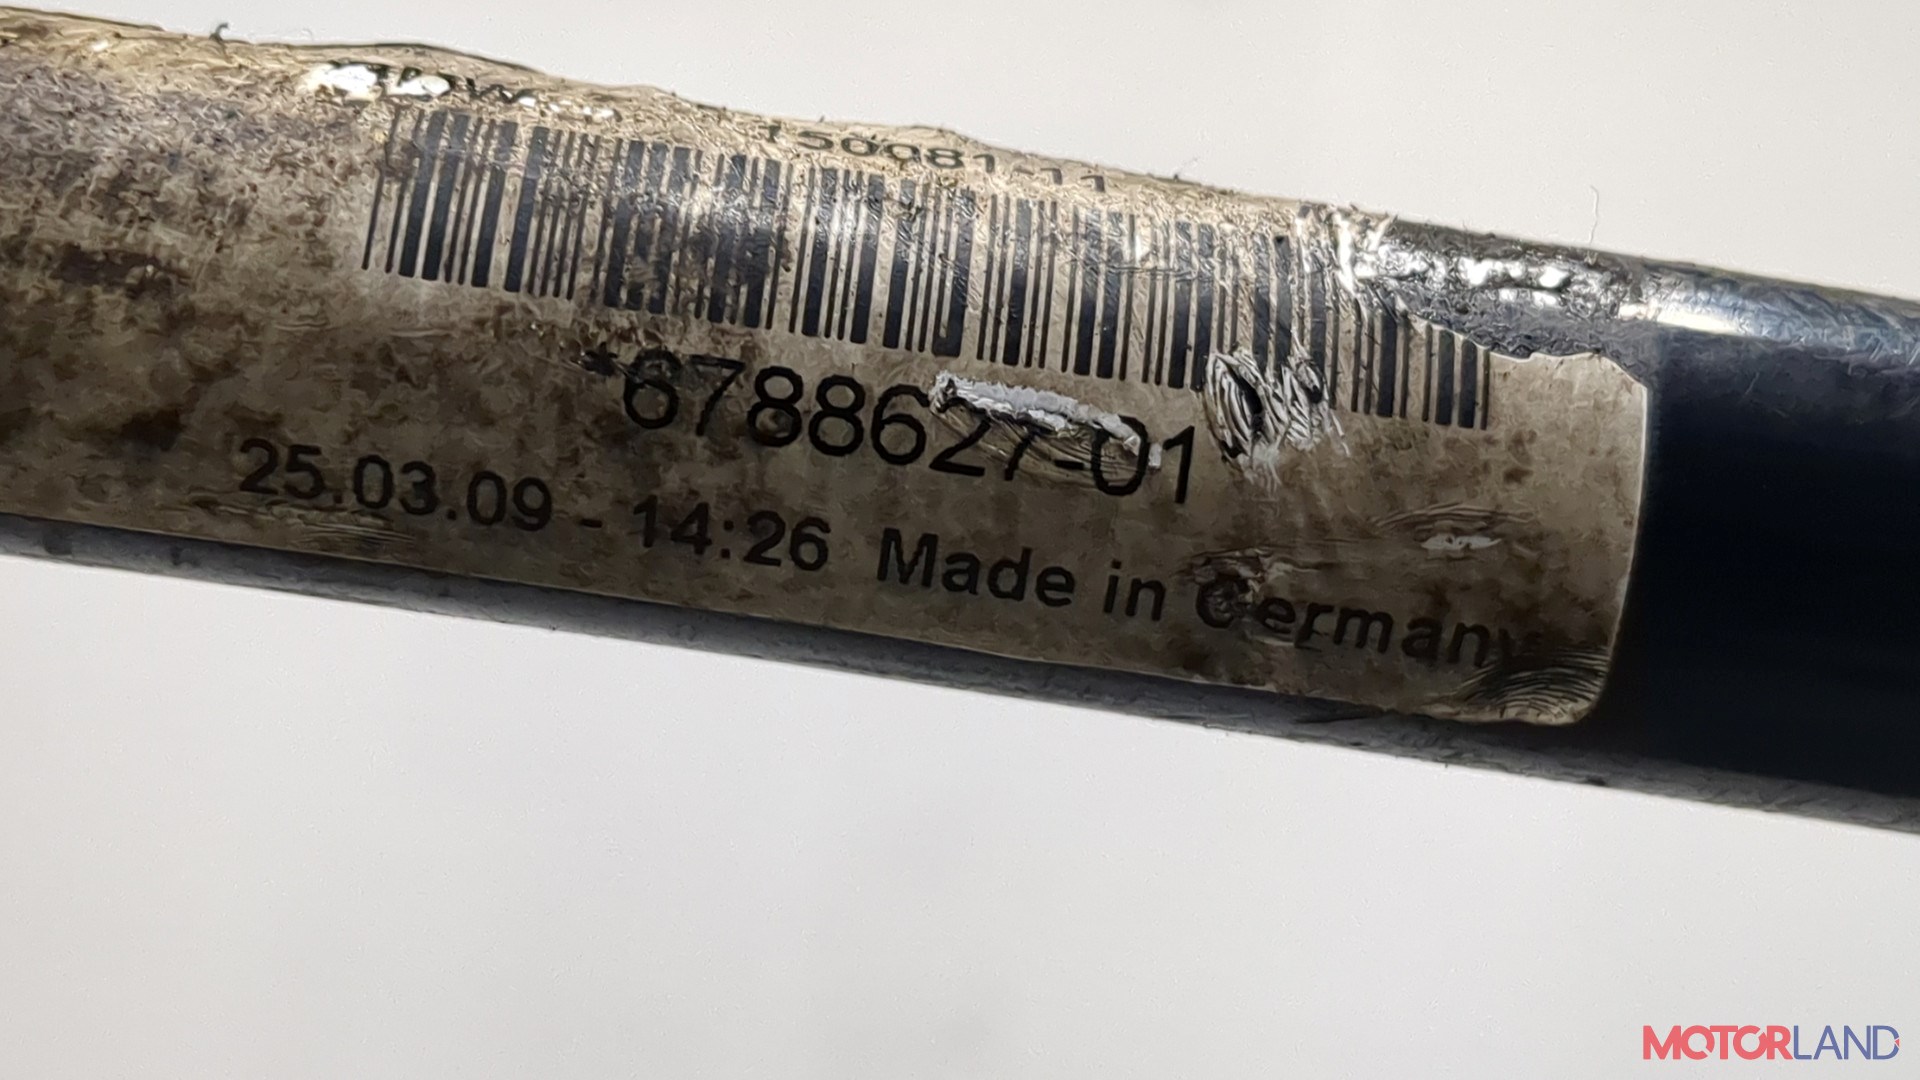 150081-11
*6788627-01
25.03.09 - 14:26 Made in Germany
MOTORLAND